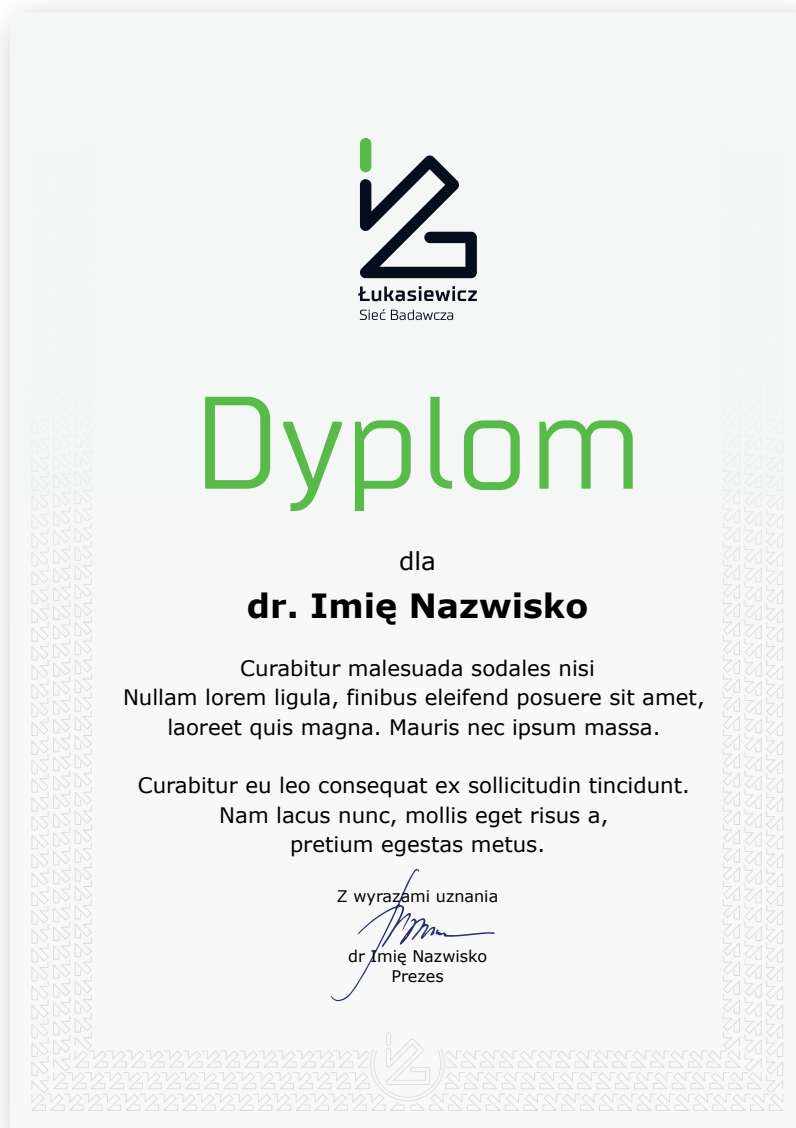 Łukasiewicz
Sieć Badawcza
Dyplom
dla
dr. Imię Nazwisko
Curabitur malesuada sodales nisi
Nullam lorem ligula, finibus eleifend posuere sit amet,
laoreet quis magna. Mauris nec ipsum massa.
Curabitur eu leo consequat ex sollicitudin tincidunt.
Nam lacus nunc, mollis eget risus a,
pretium egestas metus.
Z wyrazami uznania
dr Imię Nazwisko
Prezes